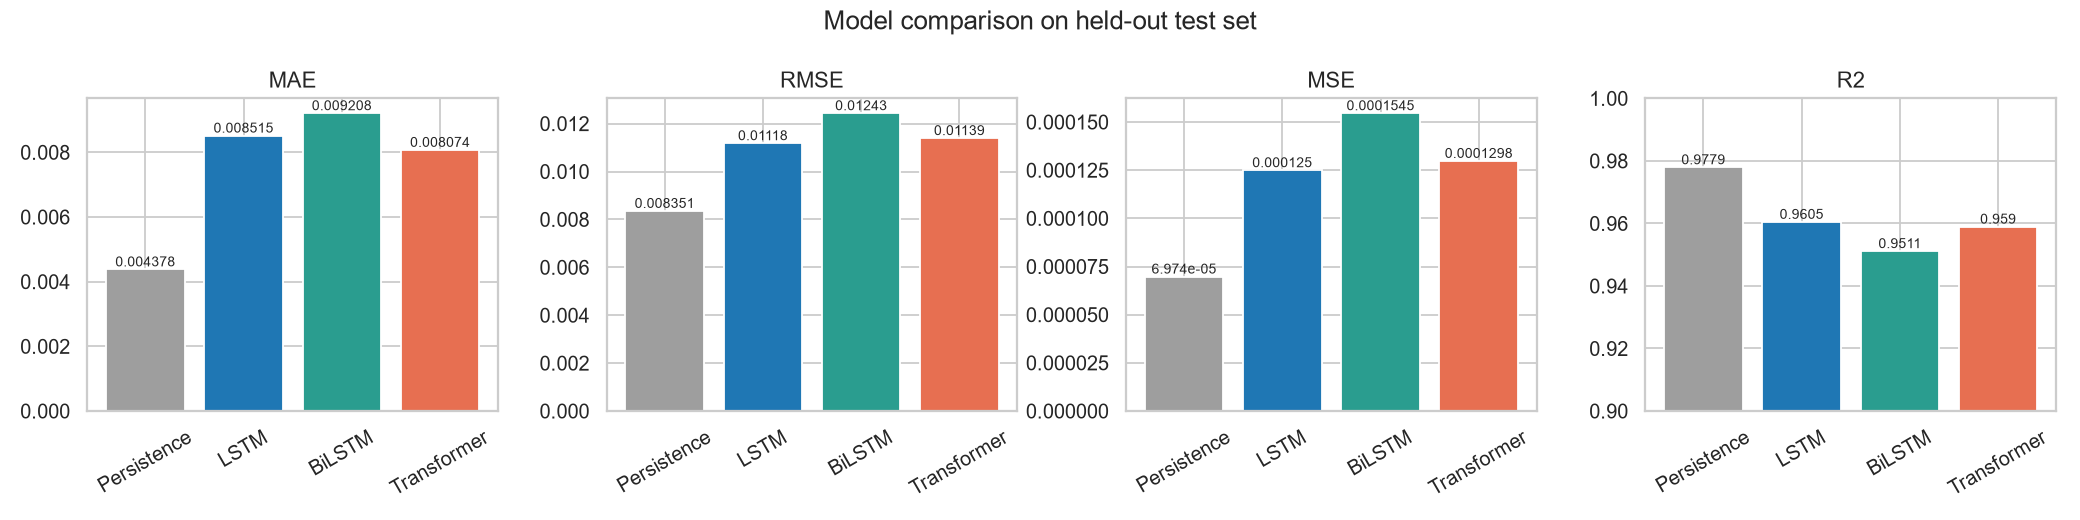 Model comparison on held-out test set
MAE
0.008
0.006
0.004
0.002
0.000
0.004378
0.008515
0.009208
0.008074
Persistence
LSTM
BiLSTM
Transformer
RMSE
0.012
0.010
0.008
0.006
0.004
0.002
0.000
0.008351
0.01118
0.01243
0.01139
Persistence
LSTM
BiLSTM
Transformer
MSE
0.000150
0.000125
0.000100
0.000075
0.000050
0.000025
0.000000
6.974e-05
0.000125
0.0001545
0.0001298
Persistence
LSTM
BiLSTM
Transformer
R2
1.00
0.98
0.96
0.94
0.92
0.90
0.9779
0.9605
0.9511
0.959
Persistence
LSTM
BiLSTM
Transformer